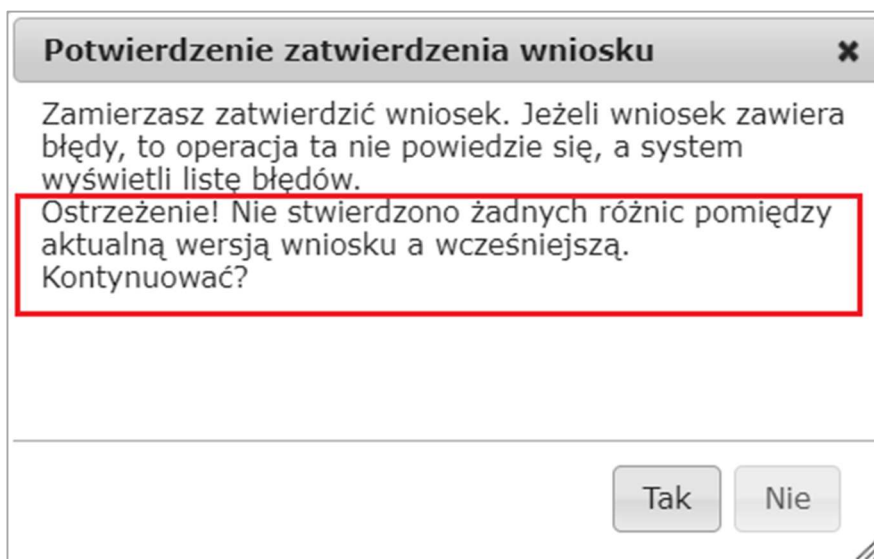 Potwierdzenie zatwierdzenia wniosku
Zamierzasz zatwierdzić wniosek. Jeżeli wniosek zawiera
błędy, to operacja ta nie powiedzie się, a system
wyświetli listę błędów.
Ostrzeżenie! Nie stwierdzono żadnych różnic pomiędzy
aktualną wersją wniosku a wcześniejszą.
Kontynuować?
Tak Nie